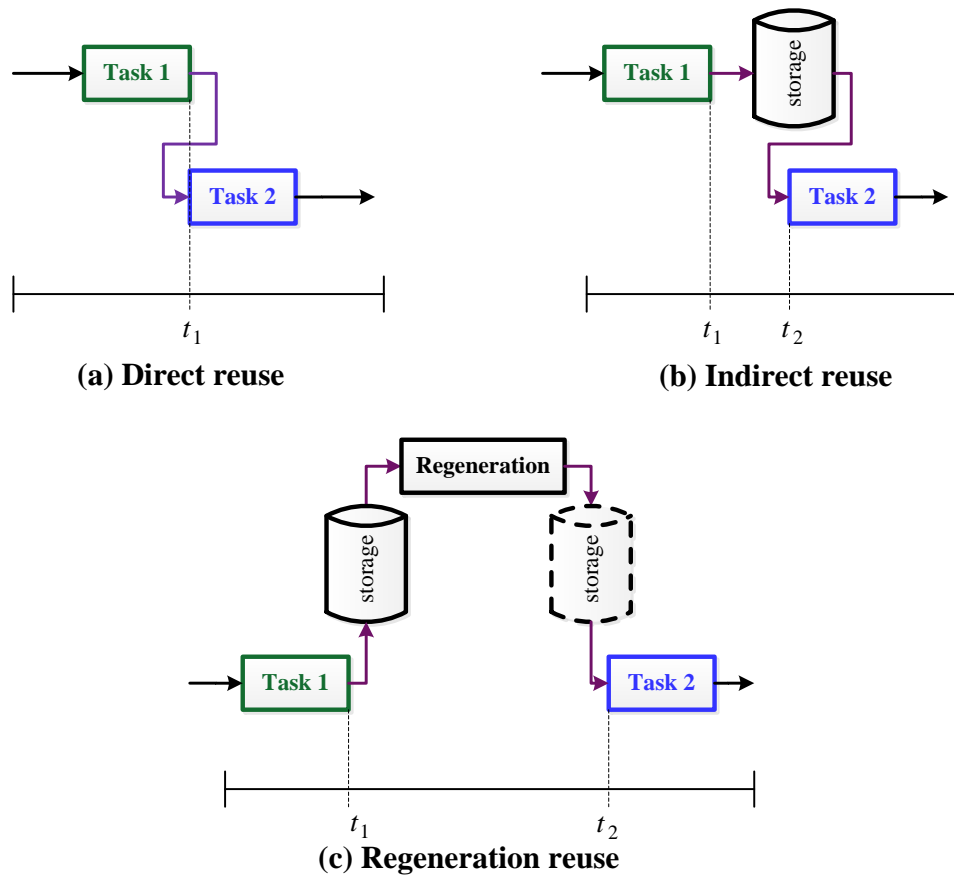 Task 1
storage
Task 2
t1
(a) Direct reuse
Task 1
storage
Task 2
t1 t2
(b) Indirect reuse
Regeneration
storage
storage
Task 1
Task 2
t1
t2
(c) Regeneration reuse